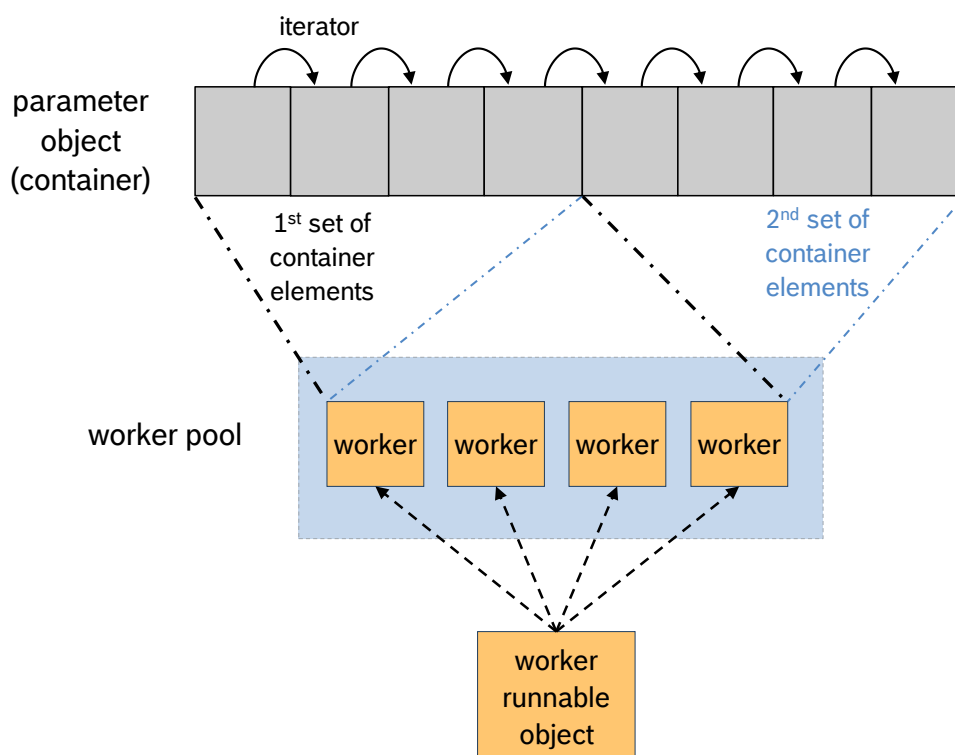 iterator
parameter
object
(container)
1st set of
container
elements
2nd set of
container
elements
worker pool
worker
worker
worker
worker
worker
runnable
object